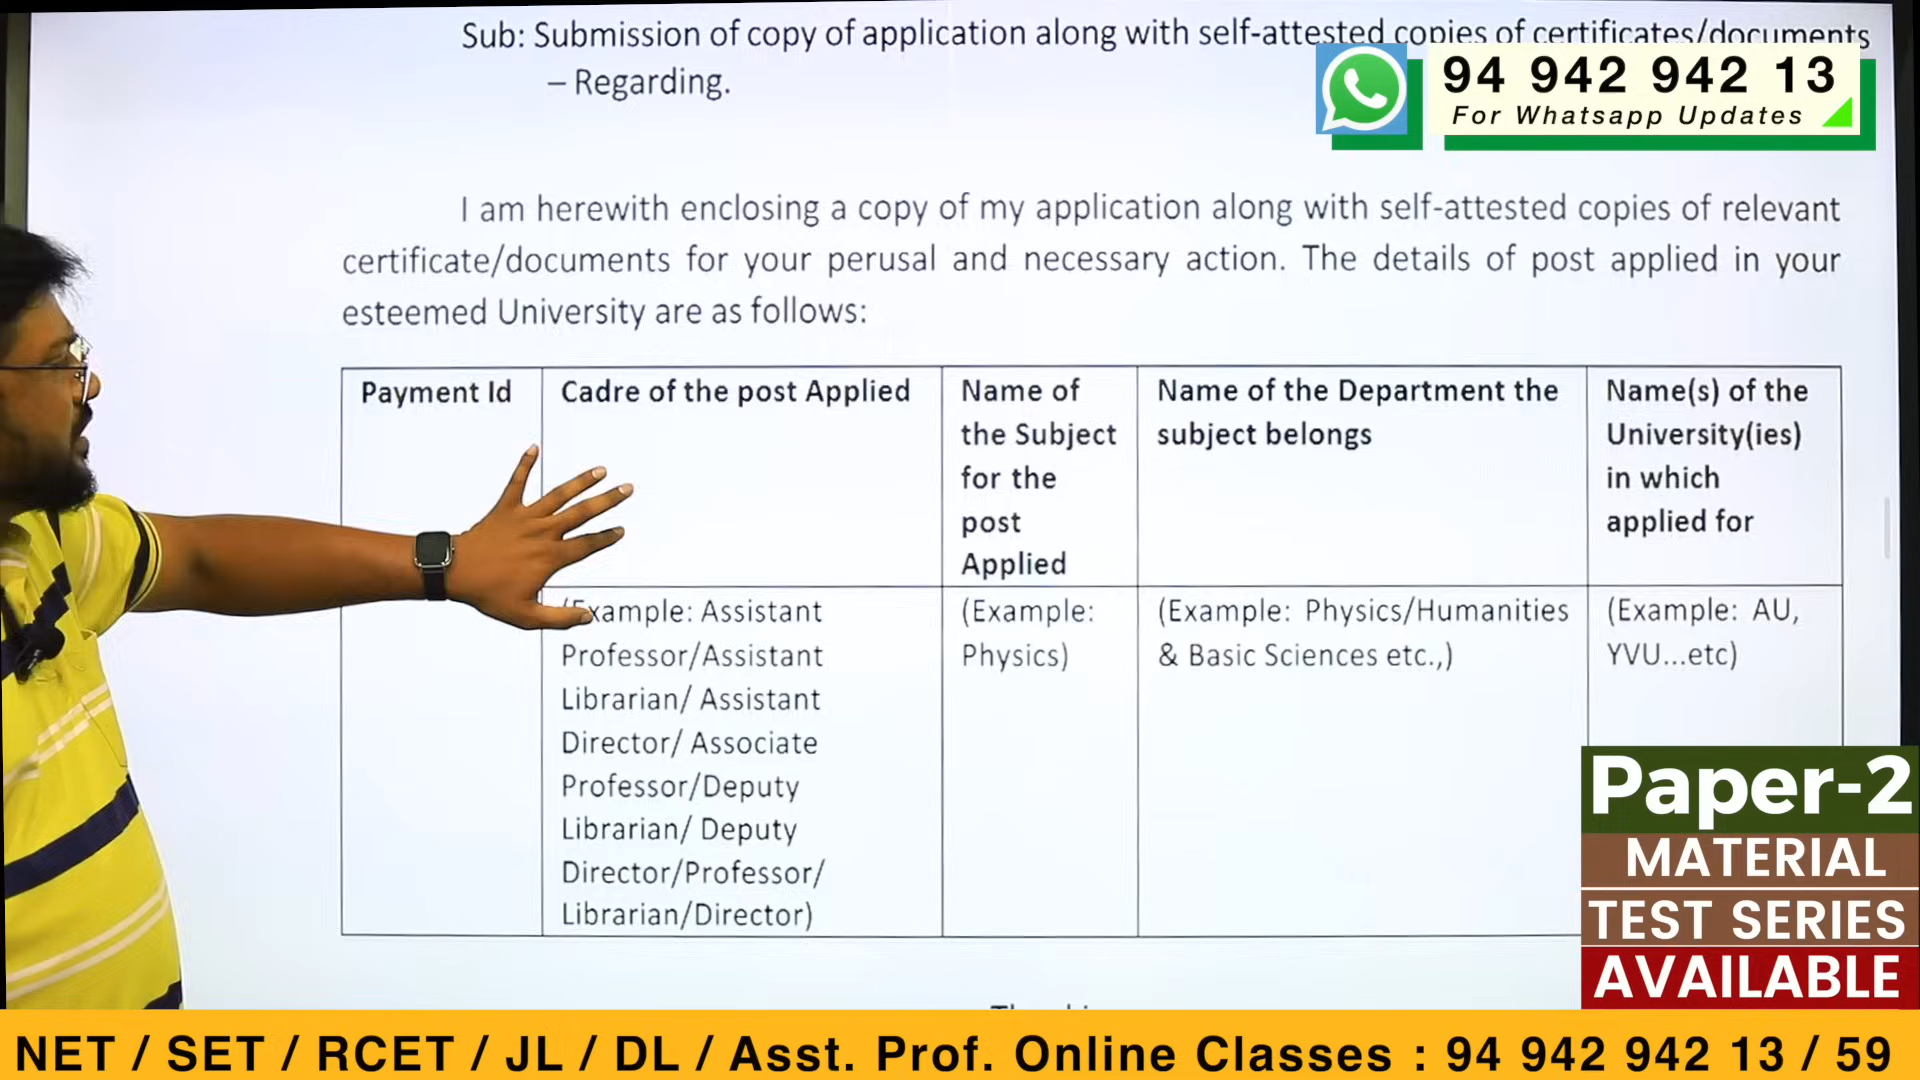 Sub: Submission of copy of application along with self-attested copies of certificates/documents
– Regarding.
94 942 942 13
For Whatsapp Updates
I am herewith enclosing a copy of my application along with self-attested copies of relevant
certificate/documents for your perusal and necessary action. The details of post applied in your
esteemed University are as follows:
Payment Id
Cadre of the post Applied
Name of
the Subject
for the
post
Applied
Name of the Department the
subject belongs
Name(s) of the
University(ies)
in which
applied for
(Example: Assistant
Professor/Assistant
Librarian/ Assistant
Director/ Associate
Professor/Deputy
Librarian/ Deputy
Director/Professor/
Librarian/Director)
(Example:
Physics)
(Example: Physics/Humanities
& Basic Sciences etc.,)
(Example: AU,
YVU...etc)
Paper-2
MATERIAL
TEST SERIES
AVAILABLE
NET / SET / RCET / JL / DL / Asst. Prof. Online Classes : 94 942 942 13 / 59